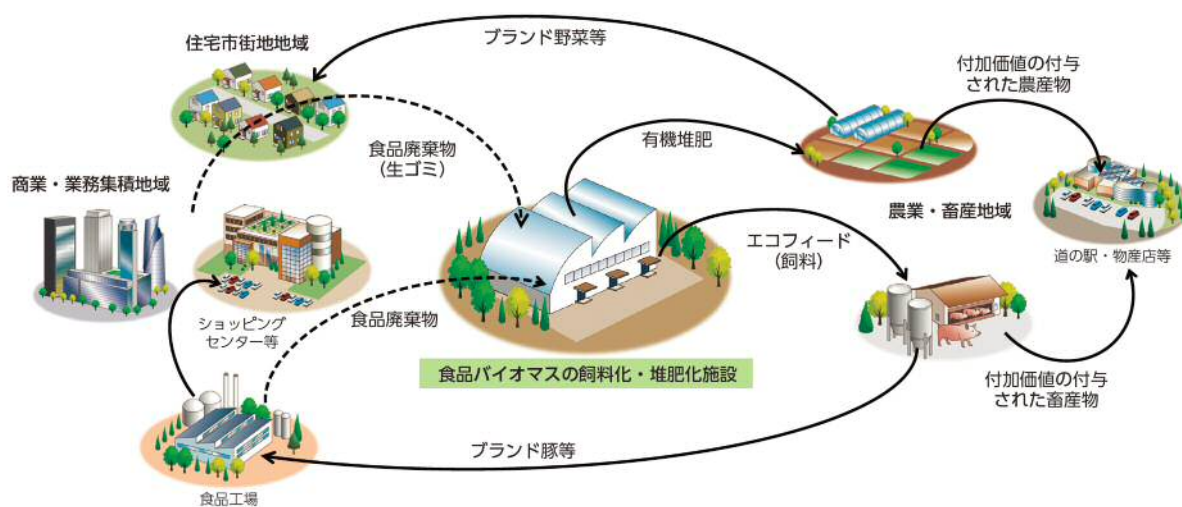 住宅市街地地域
ブランド野菜等
付加価値の付与
された農産物
食品廃棄物
（生ゴミ）
有機堆肥
商業・業務集積地域
農業・畜産地域
エコフィード
（飼料）
道の駅・物産店等
ショッピング
センター等
食品廃棄物
食品バイオマスの飼料化・堆肥化施設
付加価値の付与
された畜産物
ブランド豚等
食品工場